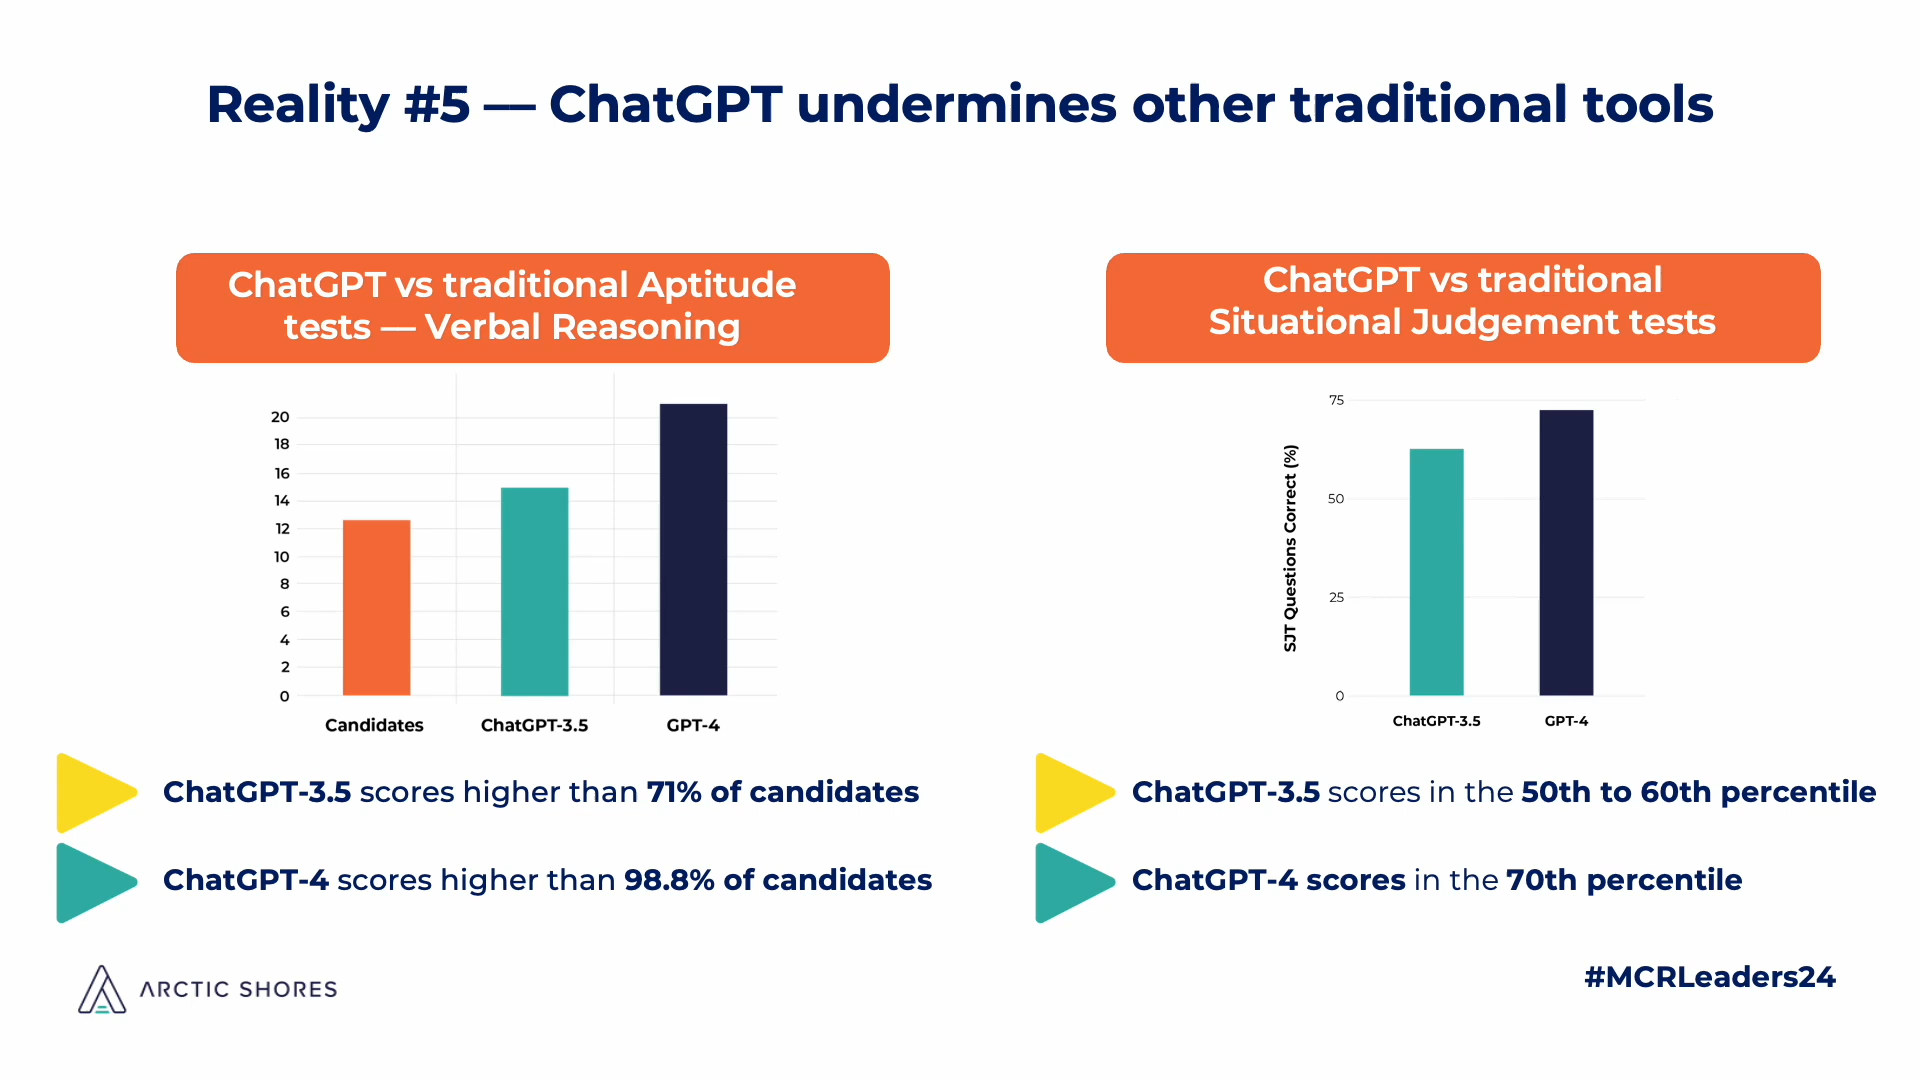 Reality #5 — ChatGPT undermines other traditional tools
ChatGPT vs traditional Aptitude
tests — Verbal Reasoning
20
18
16
14
12
10
8
6
4
2
0
Candidates
ChatGPT-3.5
GPT-4
ChatGPT-3.5 scores higher than 71% of candidates
ChatGPT-4 scores higher than 98.8% of candidates
ChatGPT vs traditional
Situational Judgement tests
SJT Questions Correct (%)
75
50
25
0
ChatGPT-3.5
GPT-4
ChatGPT-3.5 scores in the 50th to 60th percentile
ChatGPT-4 scores in the 70th percentile
ARCTIC SHORES
#MCRLeaders24